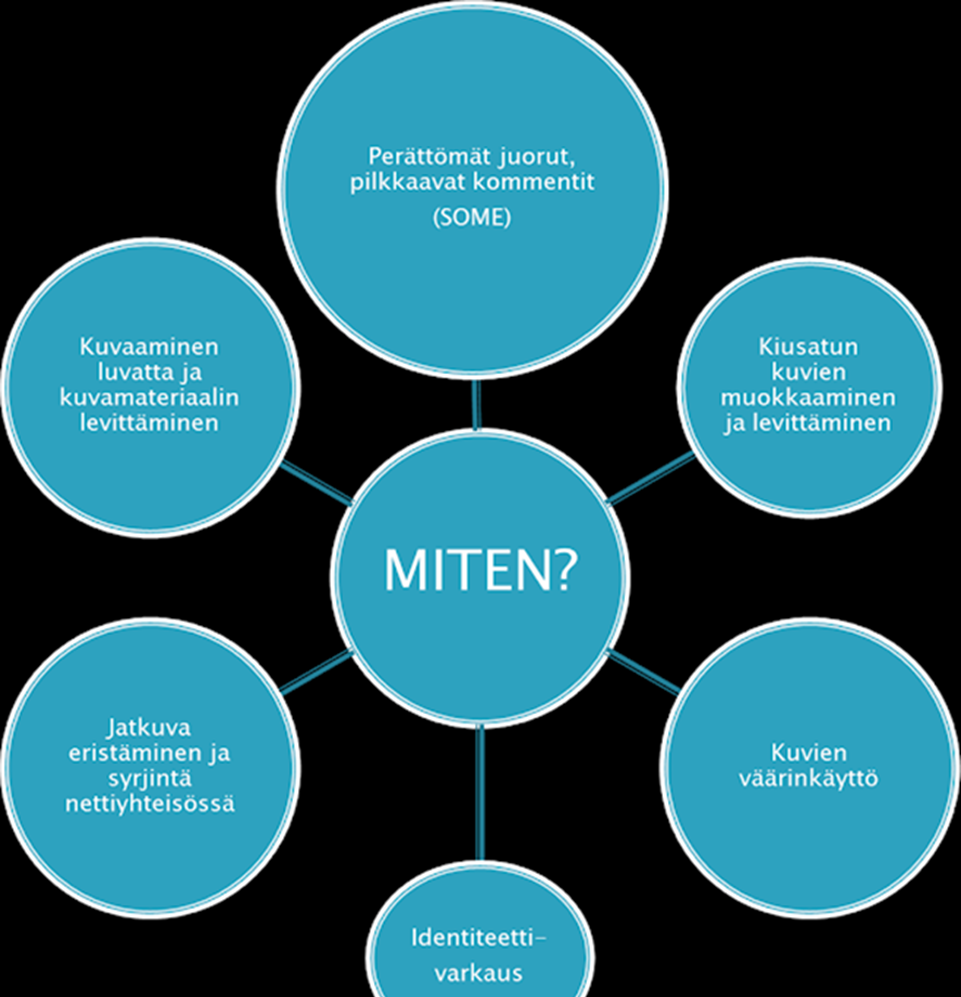 Perättömät juorut,
pilkkaavat kommentit
(SOME)
Kuvaaminen
luvatta ja
kuvamateriaalin
levittäminen
Kiusatun
kuvien
muokkaaminen
ja levittäminen
MITEN?
Jatkuva
eristäminen ja
syrjintä
nettiyhteisössä
Kuvien
väärinkäyttö
Identiteetti-
varkaus